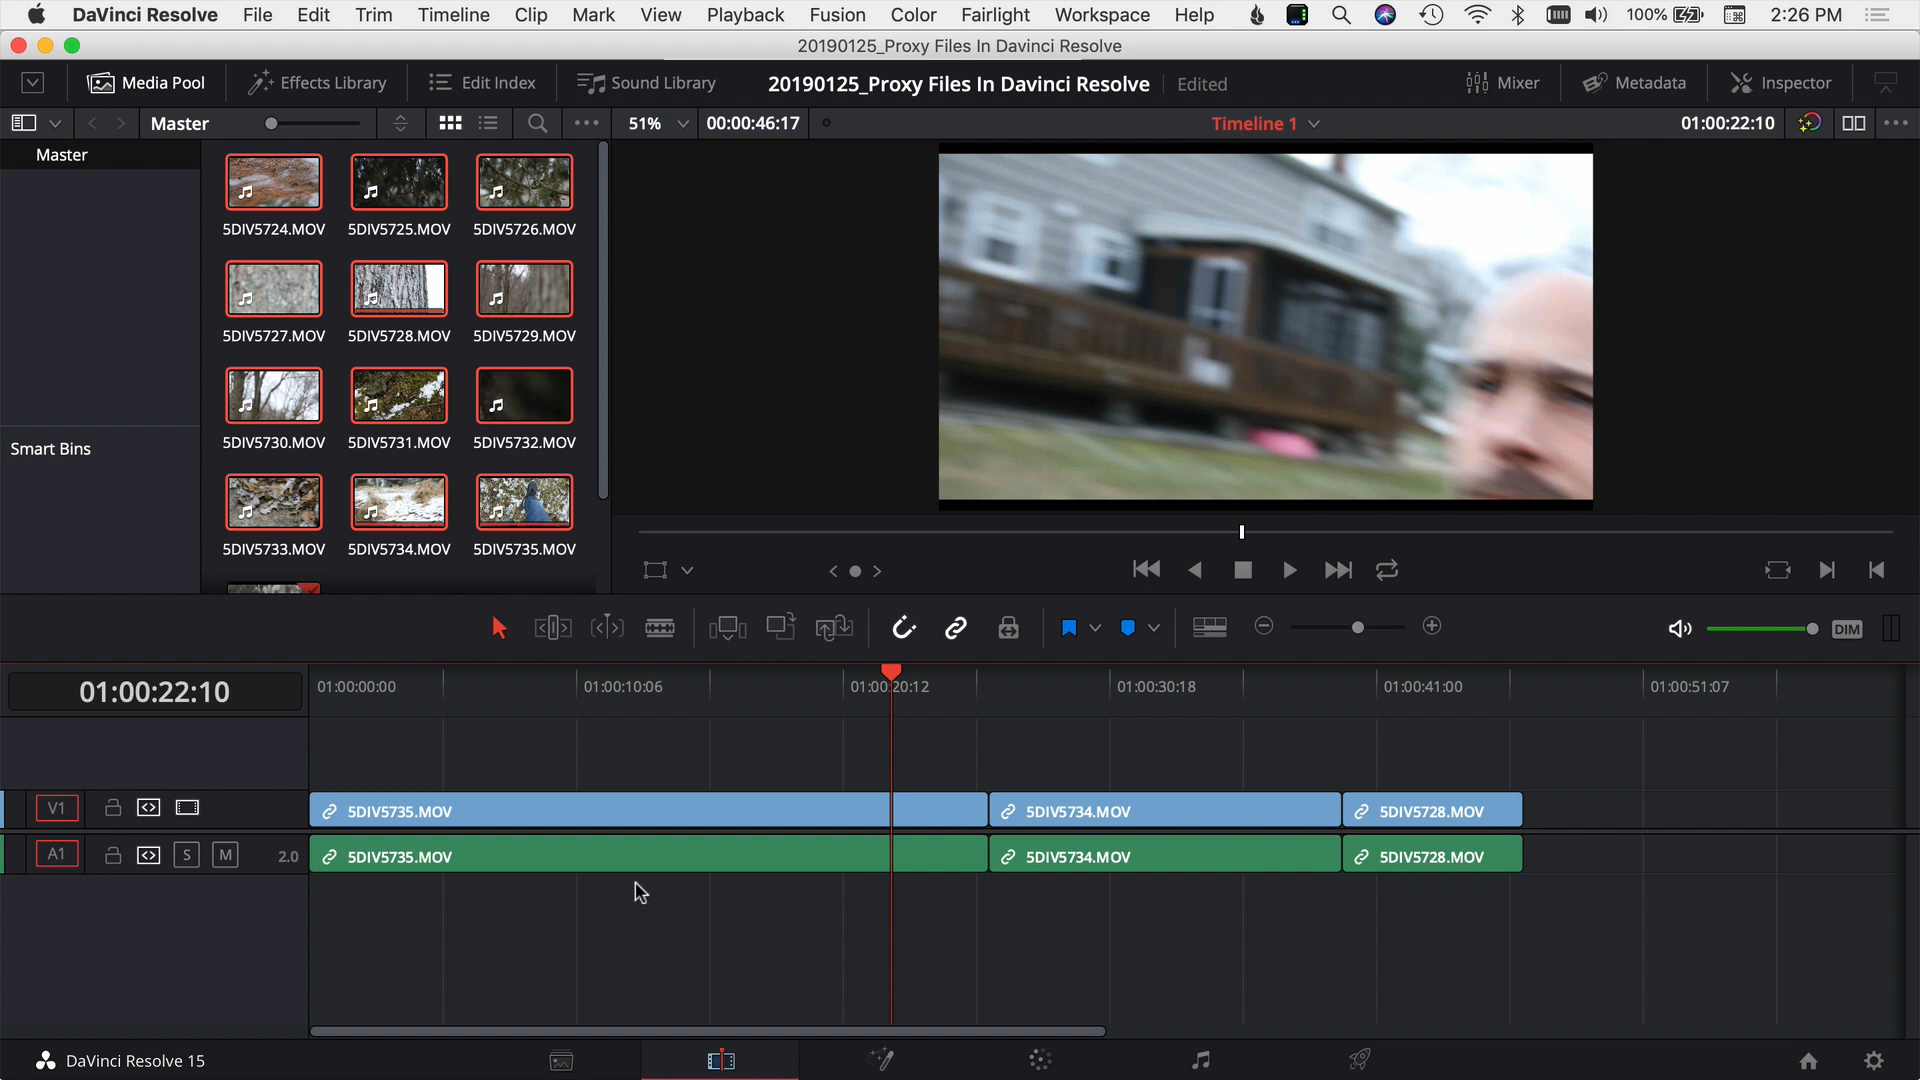 DaVinci Resolve File Edit Trim Timeline Clip Mark View Playback Fusion Color Fairlight Workspace Help 100% 2:26 PM
20190125_Proxy Files In Davinci Resolve
Media Pool Effects Library Edit Index Sound Library 20190125_Proxy Files In Davinci Resolve Edited Mixer Metadata Inspector
Master 51% 00:00:46:17 Timeline 1 01:00:22:10
Master
5DIV5724.MOV 5DIV5725.MOV 5DIV5726.MOV
5DIV5727.MOV 5DIV5728.MOV 5DIV5729.MOV
5DIV5730.MOV 5DIV5731.MOV 5DIV5732.MOV
Smart Bins
5DIV5733.MOV 5DIV5734.MOV 5DIV5735.MOV
DIM
01:00:22:10 01:00:00:00 01:00:10:06 01:00:20:12 01:00:30:18 01:00:41:00 01:00:51:07
V1 5DIV5735.MOV 5DIV5734.MOV 5DIV5728.MOV
A1 S M 2.0 5DIV5735.MOV 5DIV5734.MOV 5DIV5728.MOV
DaVinci Resolve 15